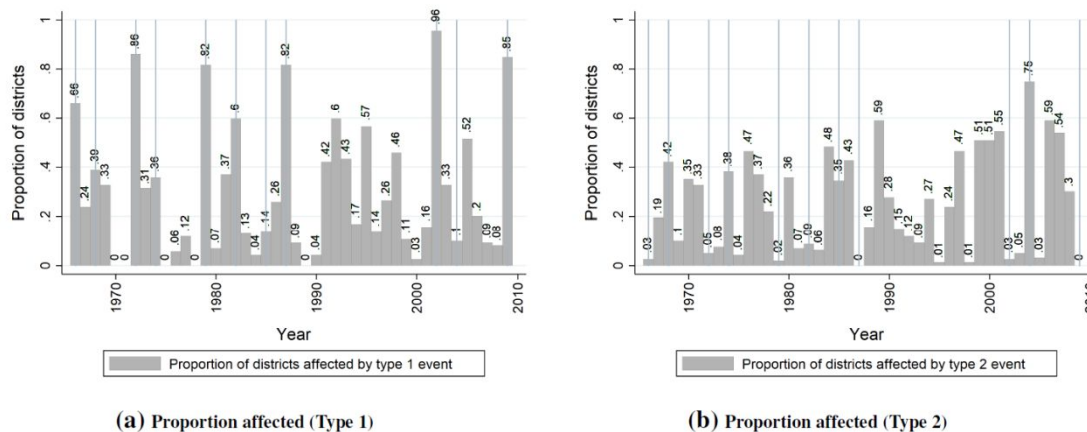 Proportion of districts
1
.8
.6
.4
.2
0
.66 .24 .39 .33 0 0 .86 .31 .36 0 .06 .12 0 .82 .07 .37 .6 .13 .04 .14 .26 .82 .09 0 .04 .42 .6 .43 .17 .57 .14 .26 .46 .11 .03 .16 .96 .33 .1 .52 .2 .09 .08 .85
1970 1980 1990 2000 2010
Year
Proportion of districts affected by type 1 event
(a) Proportion affected (Type 1)
Proportion of districts
1
.8
.6
.4
.2
0
.03 .19 .42 .1 .35 .33 .05 .08 .38 .04 .47 .37 .22 .02 .36 .07 .09 .06 .48 .35 .43 0 .16 .59 .28 .15 .12 .09 .27 .01 .24 .47 .01 .51 .51 .55 .03 .05 .75 .03 .59 .54 .3 0
1970 1980 1990 2000 2010
Year
Proportion of districts affected by type 2 event
(b) Proportion affected (Type 2)